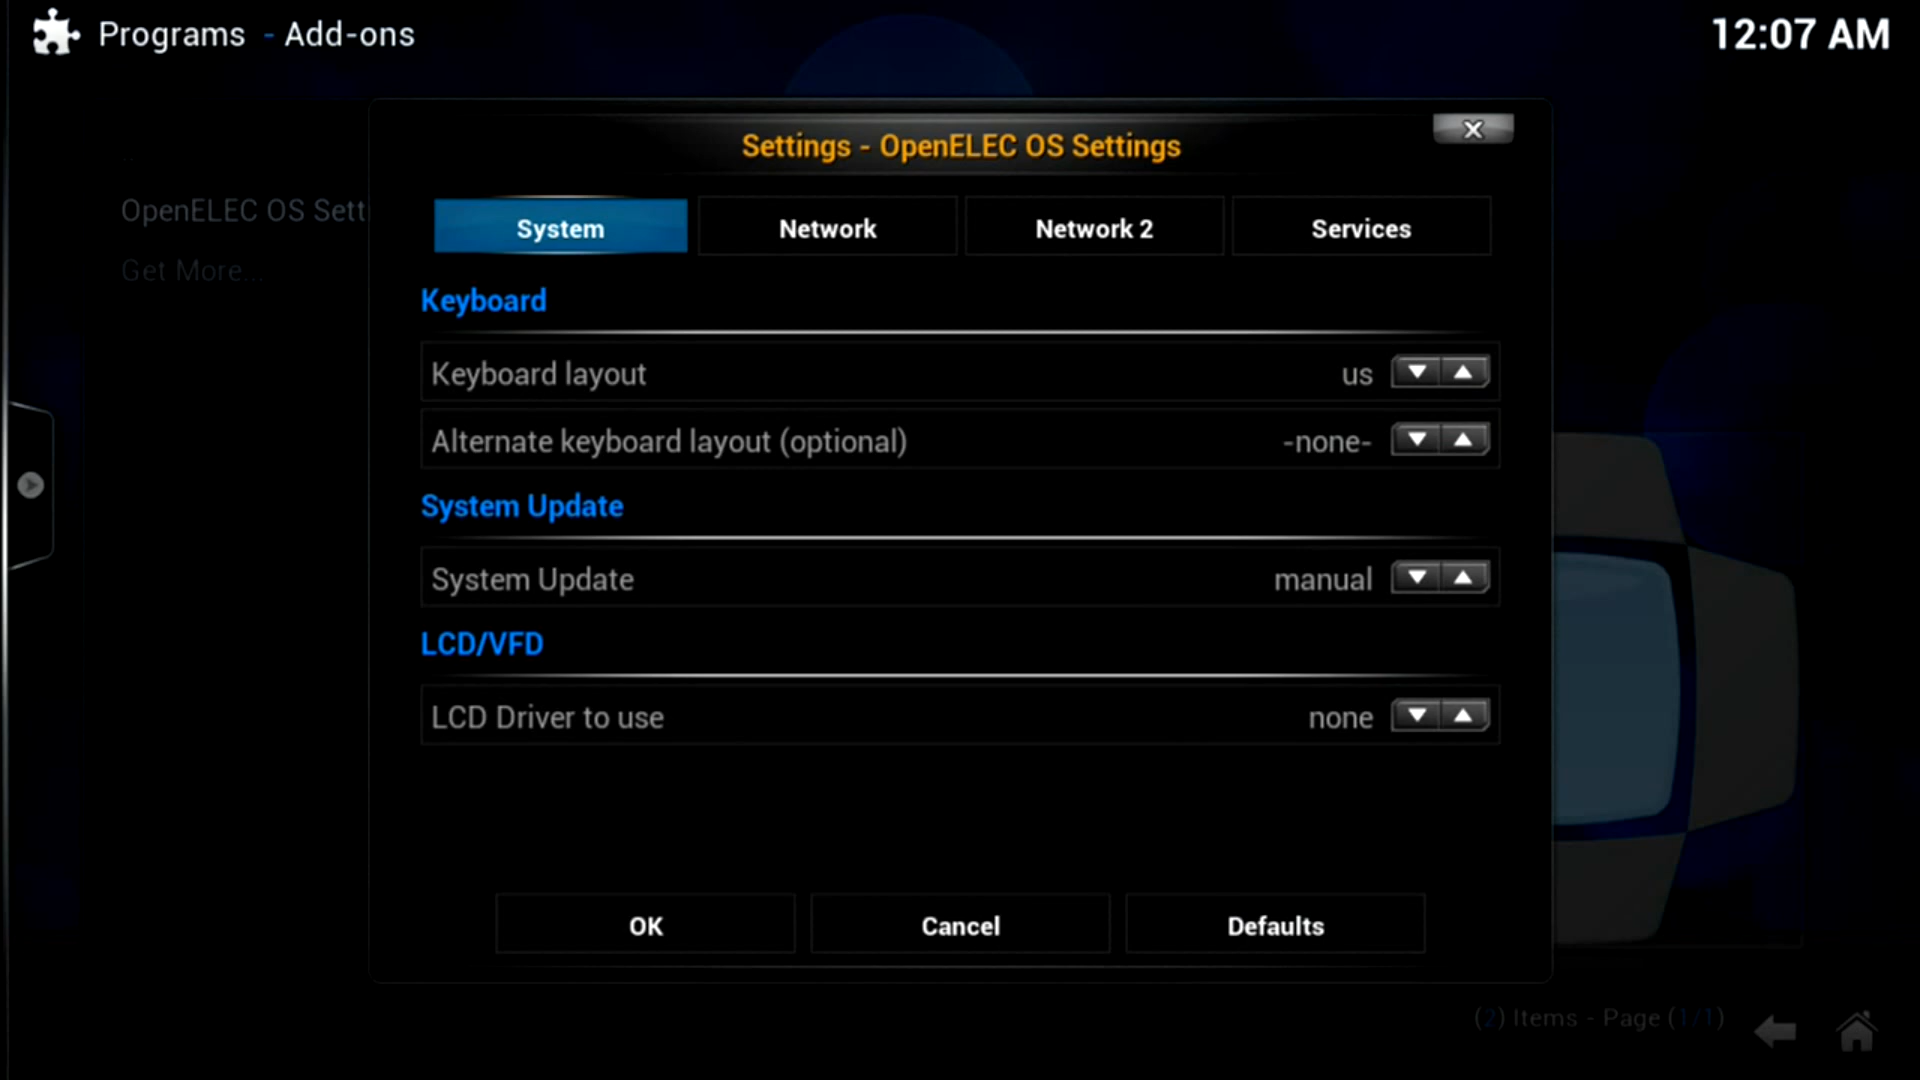 Programs - Add-ons
12:07 AM
Settings - OpenELEC OS Settings
..
OpenELEC OS Sett
Get More...
System
Network
Network 2
Services
Keyboard
Keyboard layout
us
Alternate keyboard layout (optional)
-none-
System Update
System Update
manual
LCD/VFD
LCD Driver to use
none
OK
Cancel
Defaults
(2) Items - Page (1/1)